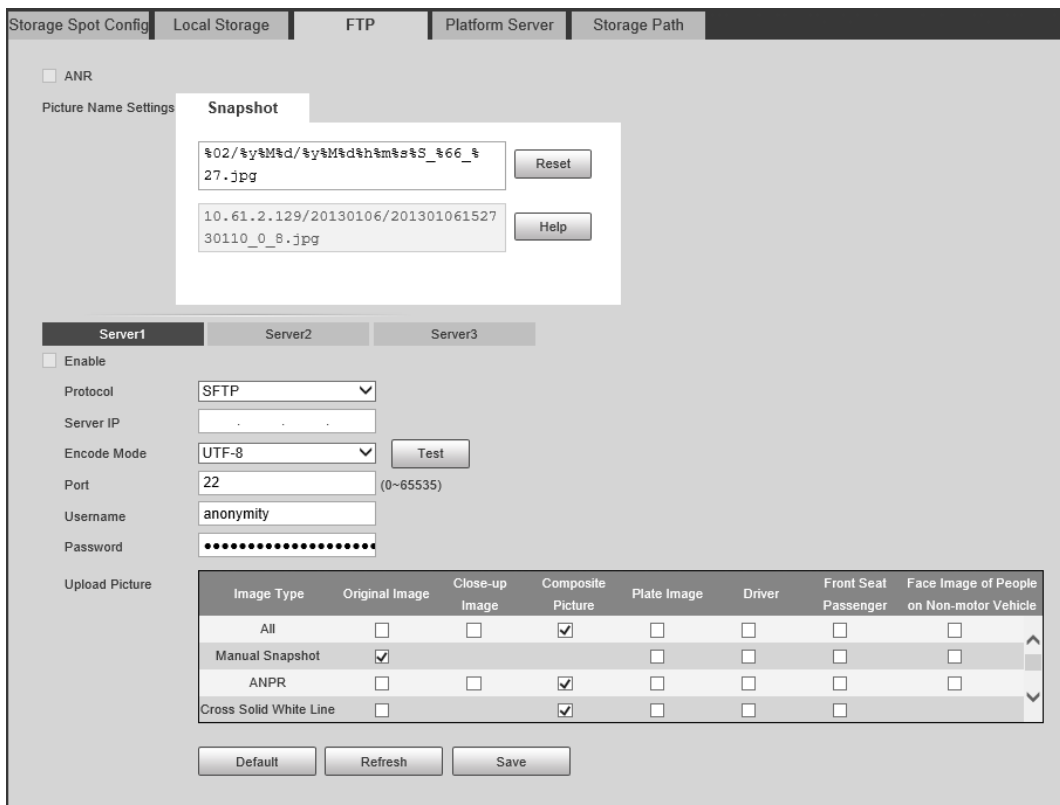 Storage Spot Config Local Storage FTP Platform Server Storage Path
ANR
Picture Name Settings Snapshot
%02/%y%M%d/%y%M%d%h%m%s%S_%66_%
27.jpg
Reset
10.61.2.129/20130106/201301061527
30110_0_8.jpg
Help
Server1 Server2 Server3
Enable
Protocol SFTP
Server IP . . .
Encode Mode UTF-8 Test
Port 22 (0~65535)
Username anonymity
Password ●●●●●●●●●●●●●●●●●●●●●
Upload Picture
Image Type Original Image Close-up Image Composite Picture Plate Image Driver Front Seat Passenger Face Image of People on Non-motor Vehicle
All
Manual Snapshot
ANPR
Cross Solid White Line
Default Refresh Save